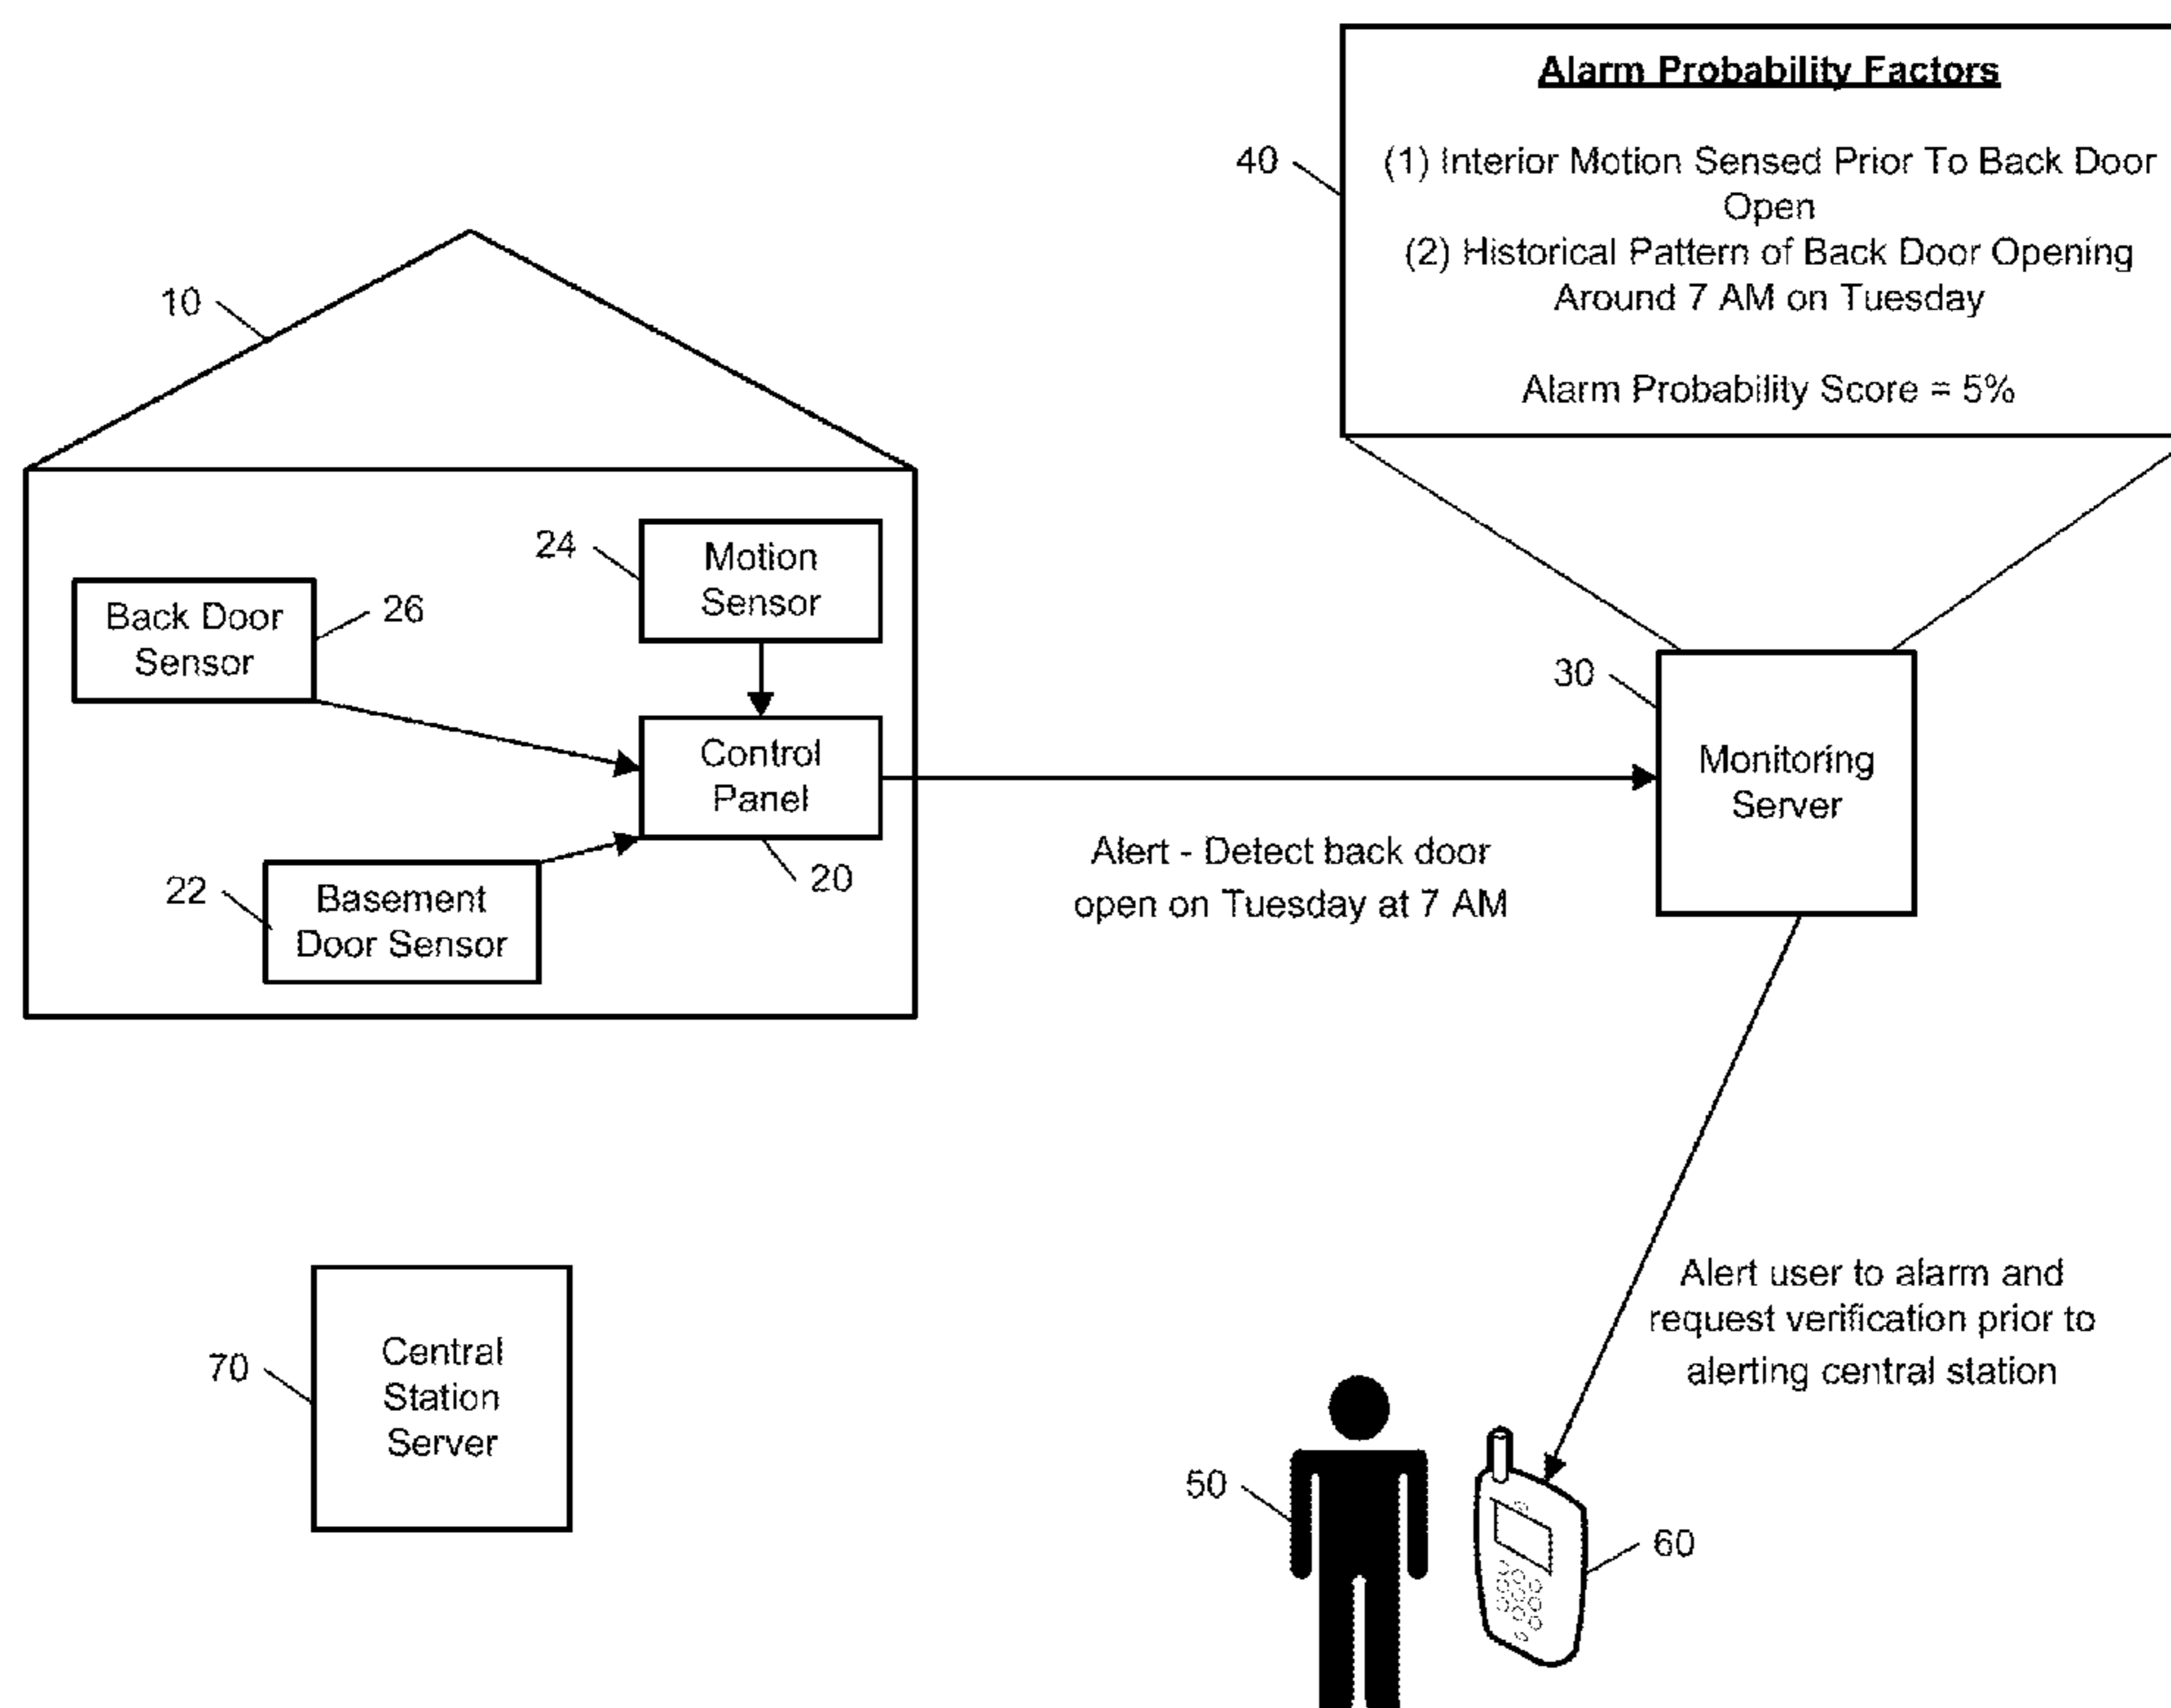 Alarm Probability Factors
40
(1) Interior Motion Sensed Prior To Back Door
Open
(2) Historical Pattern of Back Door Opening
Around 7 AM on Tuesday
Alarm Probability Score = 5%
10
24
Motion
Sensor
Back Door
Sensor
26
30
Control
Panel
Monitoring
Server
20
22
Basement
Door Sensor
Alert - Detect back door
open on Tuesday at 7 AM
Alert user to alarm and
request verification prior to
alerting central station
70
Central
Station
Server
50
60